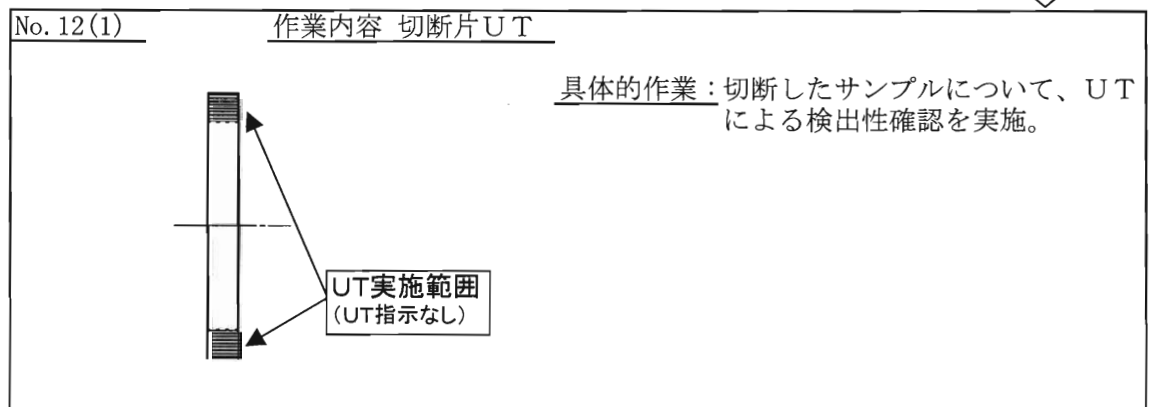 No.12(1)　作業内容 切断片ＵＴ
具体的作業：切断したサンプルについて、ＵＴ
による検出性確認を実施。
UT実施範囲
(UT指示なし)